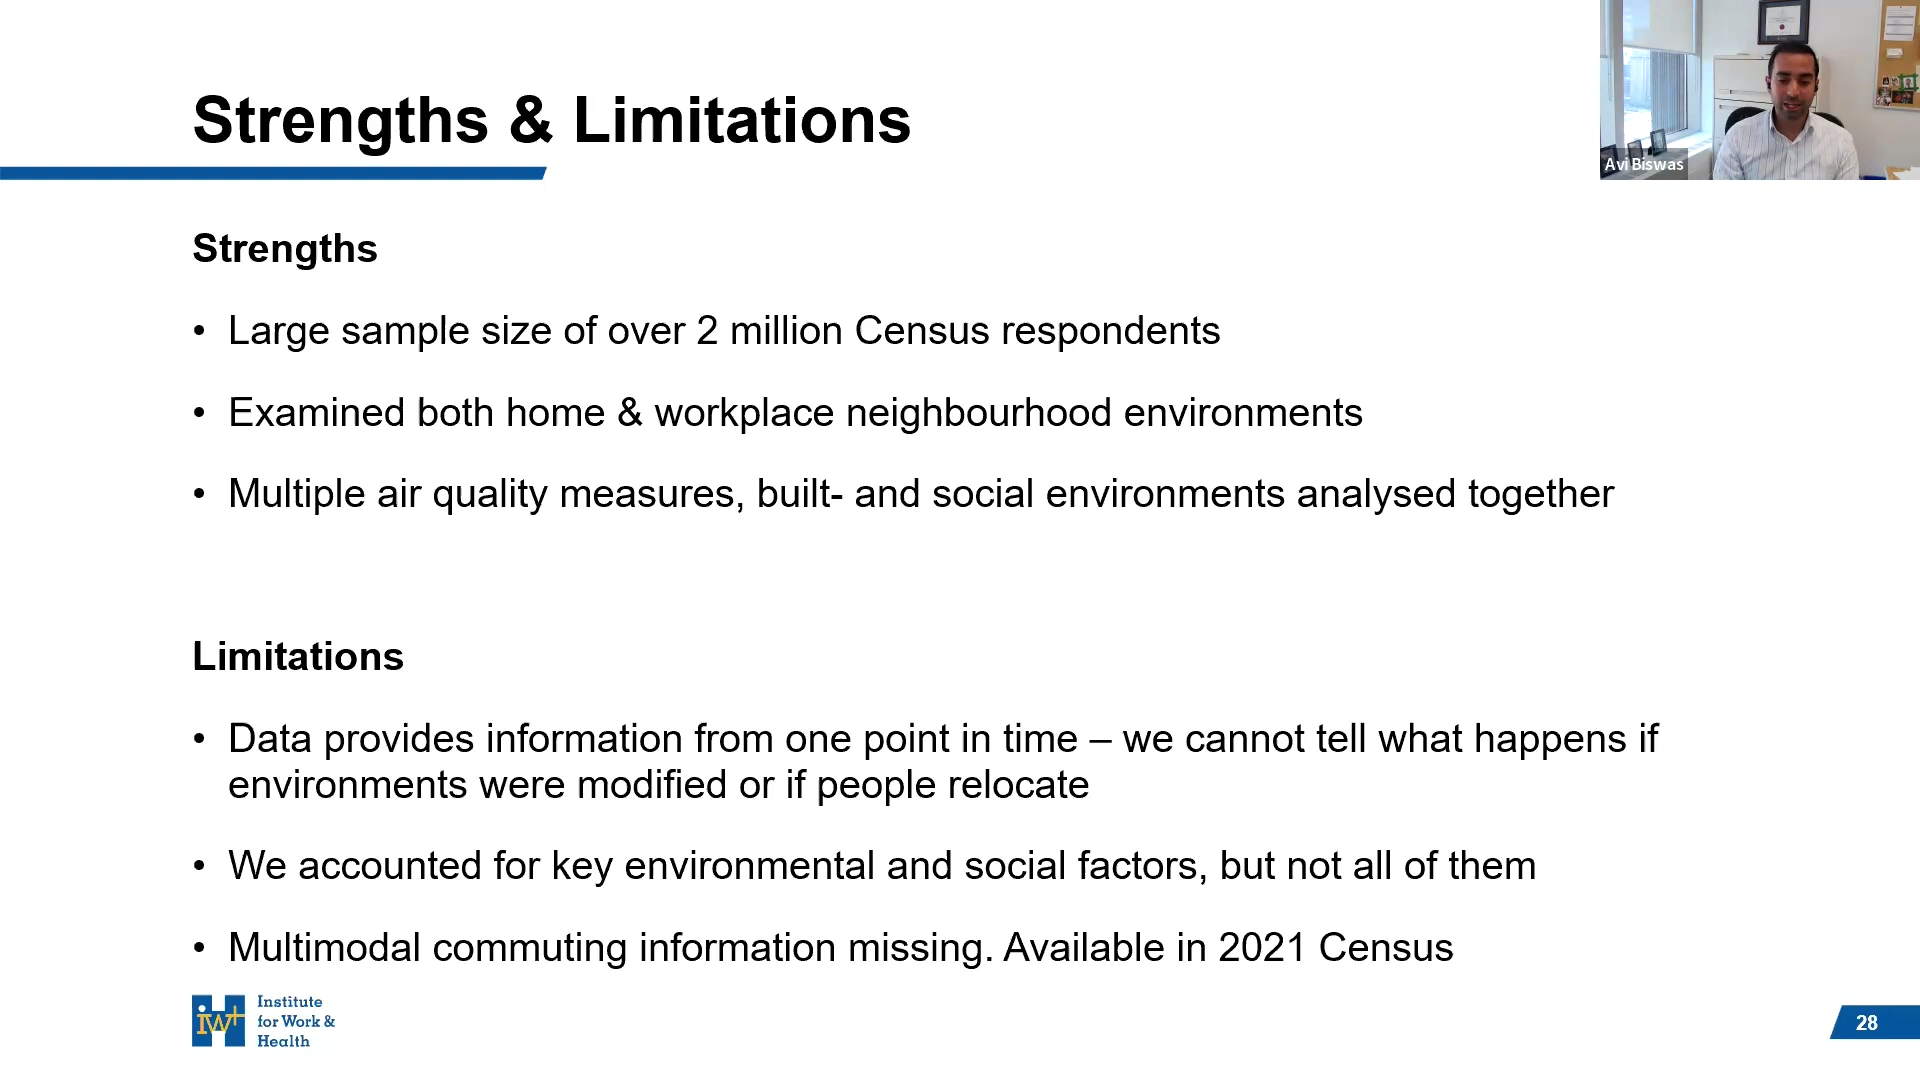 Strengths & Limitations
Avi Biswas
Strengths
• Large sample size of over 2 million Census respondents
• Examined both home & workplace neighbourhood environments
• Multiple air quality measures, built- and social environments analysed together
Limitations
• Data provides information from one point in time – we cannot tell what happens if
environments were modified or if people relocate
• We accounted for key environmental and social factors, but not all of them
• Multimodal commuting information missing. Available in 2021 Census
iw+
Institute
for Work &
Health
28